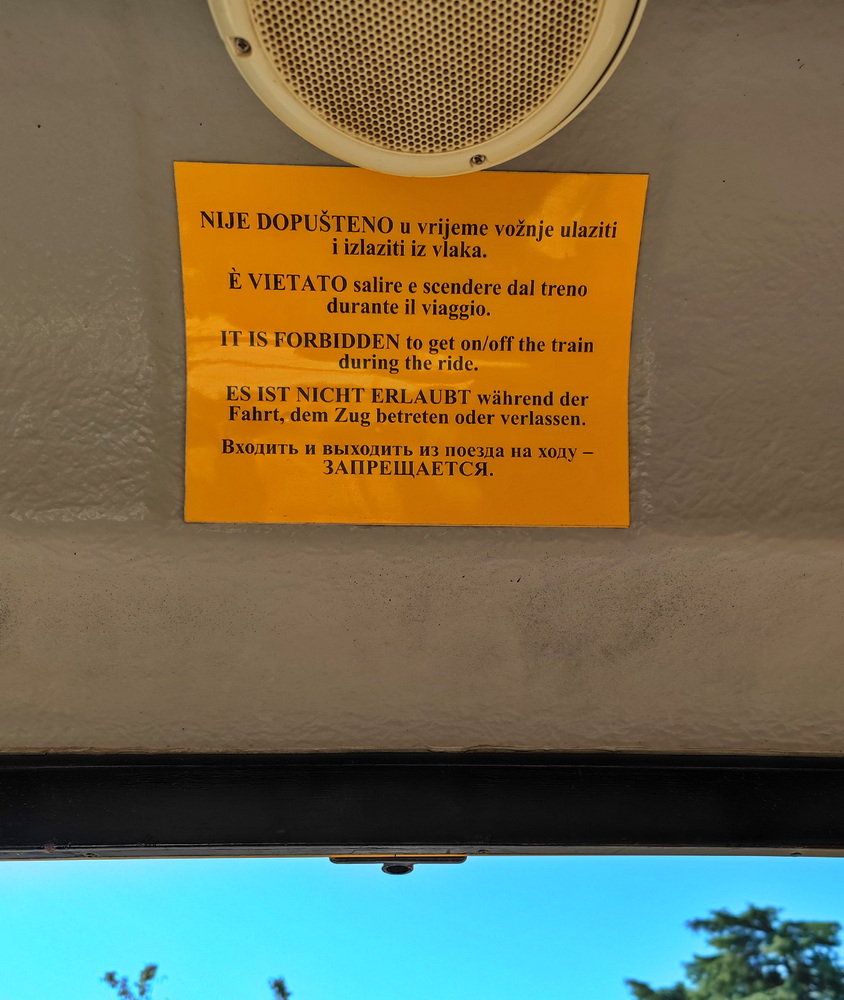 NIJE DOPUŠTENO u vrijeme vožnje ulaziti
i izlaziti iz vlaka.
È VIETATO salire e scendere dal treno
durante il viaggio.
IT IS FORBIDDEN to get on/off the train
during the ride.
ES IST NICHT ERLAUBT während der
Fahrt, dem Zug betreten oder verlassen.
Входить и выходить из поезда на ходу –
ЗАПРЕЩАЕТСЯ.